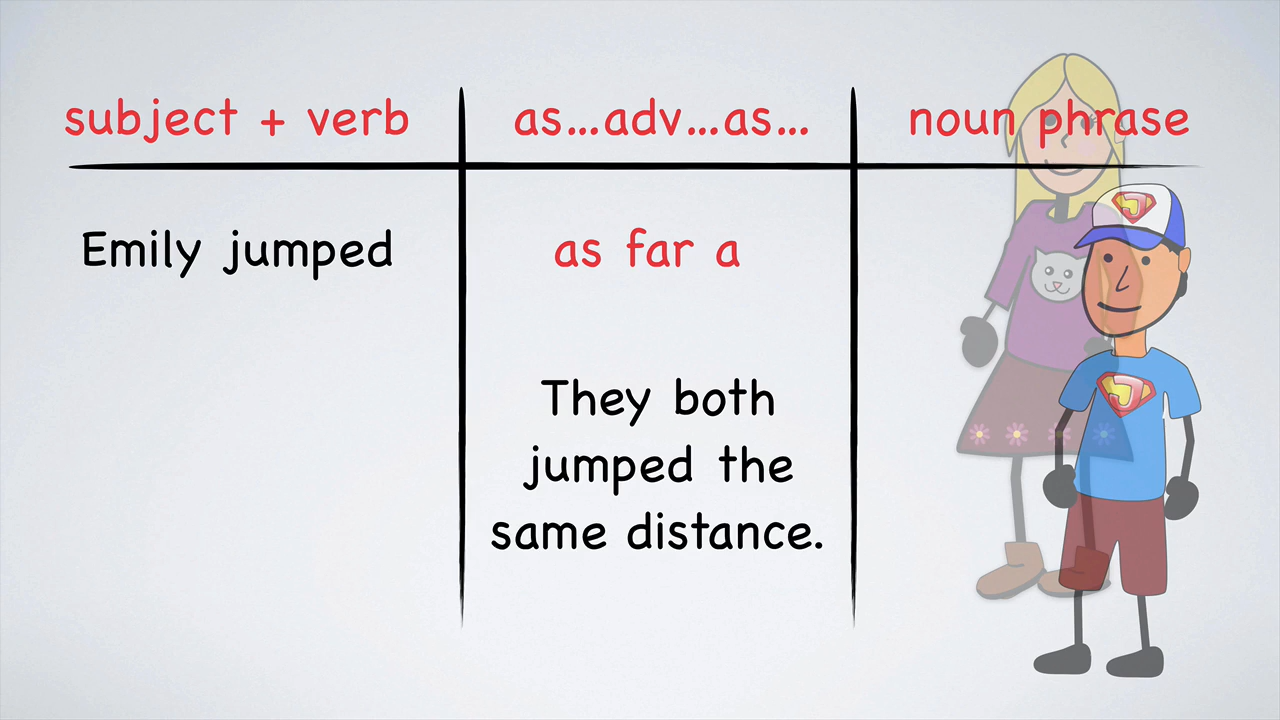 subject + verb
as...adv...as...
noun phrase
Emily jumped
as far a
They both
jumped the
same distance.
J
J